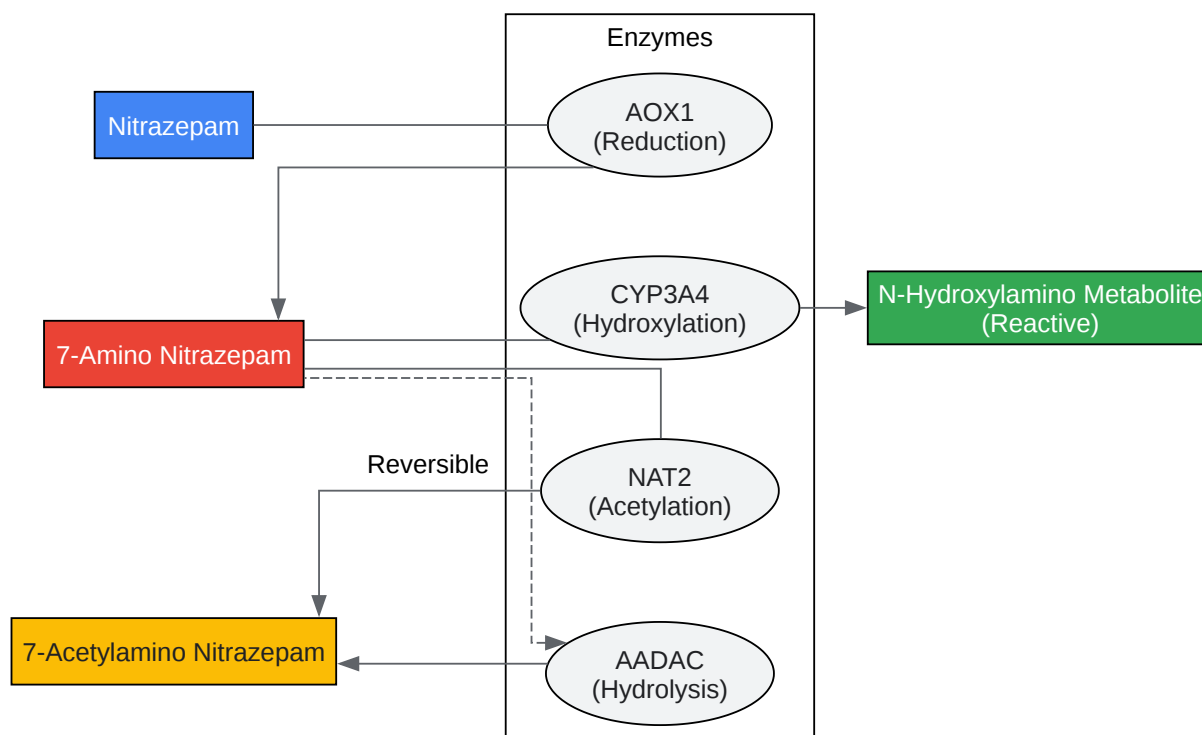 Enzymes
Nitrazepam
AOX1
(Reduction)
CYP3A4
(Hydroxylation)
N-Hydroxylamino Metabolite
(Reactive)
7-Amino Nitrazepam
Reversible
NAT2
(Acetylation)
7-Acetylamino Nitrazepam
AADAC
(Hydrolysis)